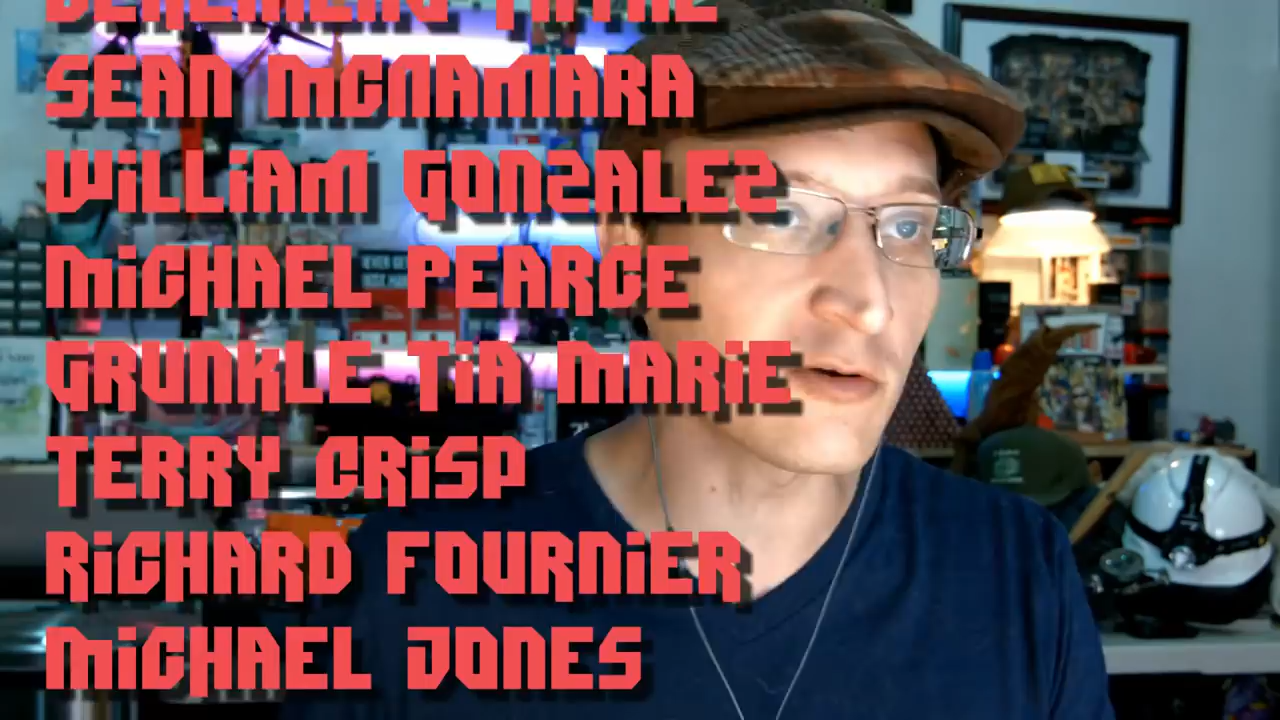 SEAN MCNAMARA
WiLLiAM GONZALEZ
MiCHAEL PEARCE
GRUNKLE TiA MARiE
TERRY CRiSP
RiCHARD FOURNiER
MiCHAEL JONES